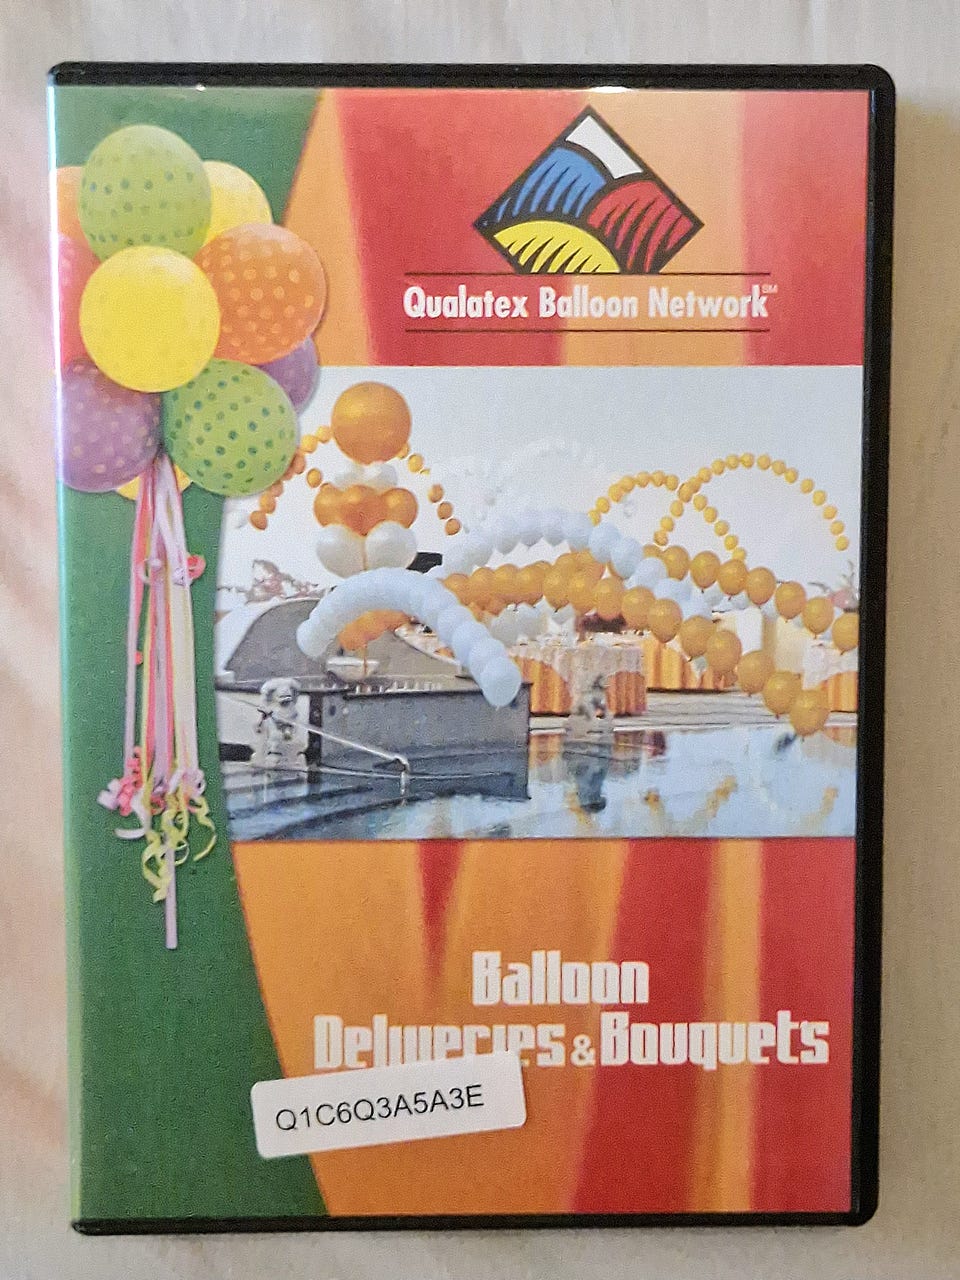 Qualatex Balloon Network℠
Balloon
Deliveries & Bouquets
Q1C6Q3A5A3E